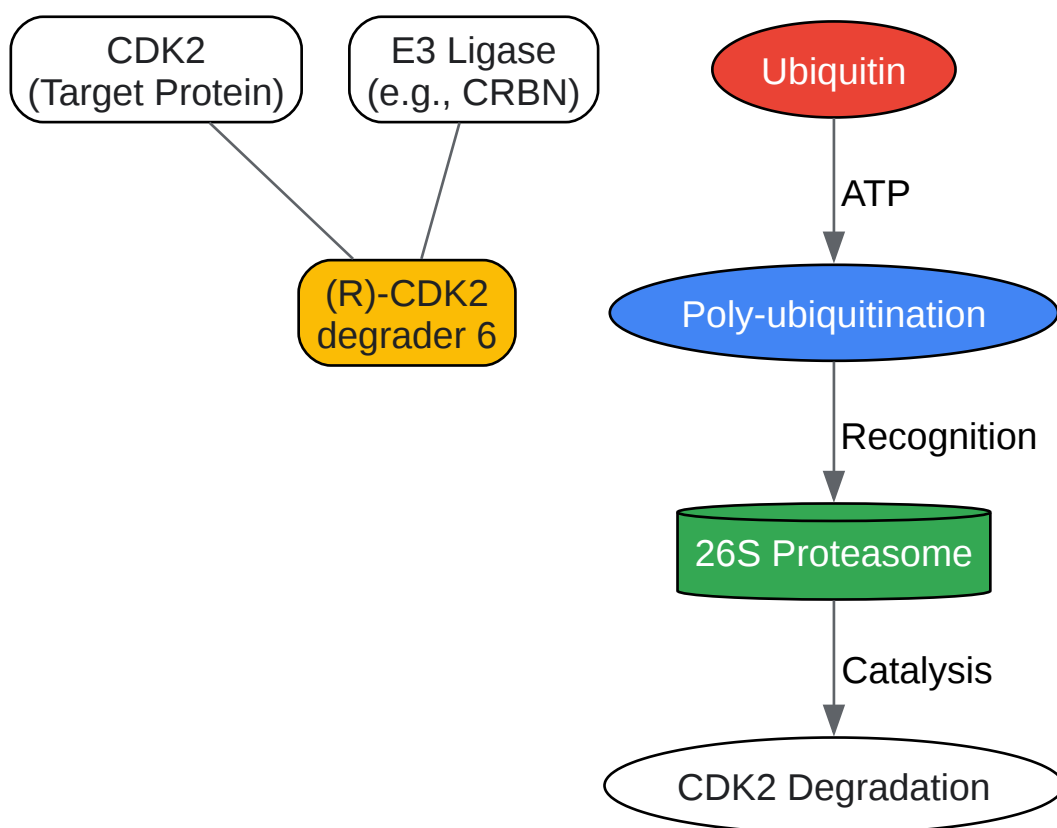 CDK2
(Target Protein)
E3 Ligase
(e.g., CRBN)
(R)-CDK2
degrader 6
Ubiquitin
ATP
Poly-ubiquitination
Recognition
26S Proteasome
Catalysis
CDK2 Degradation